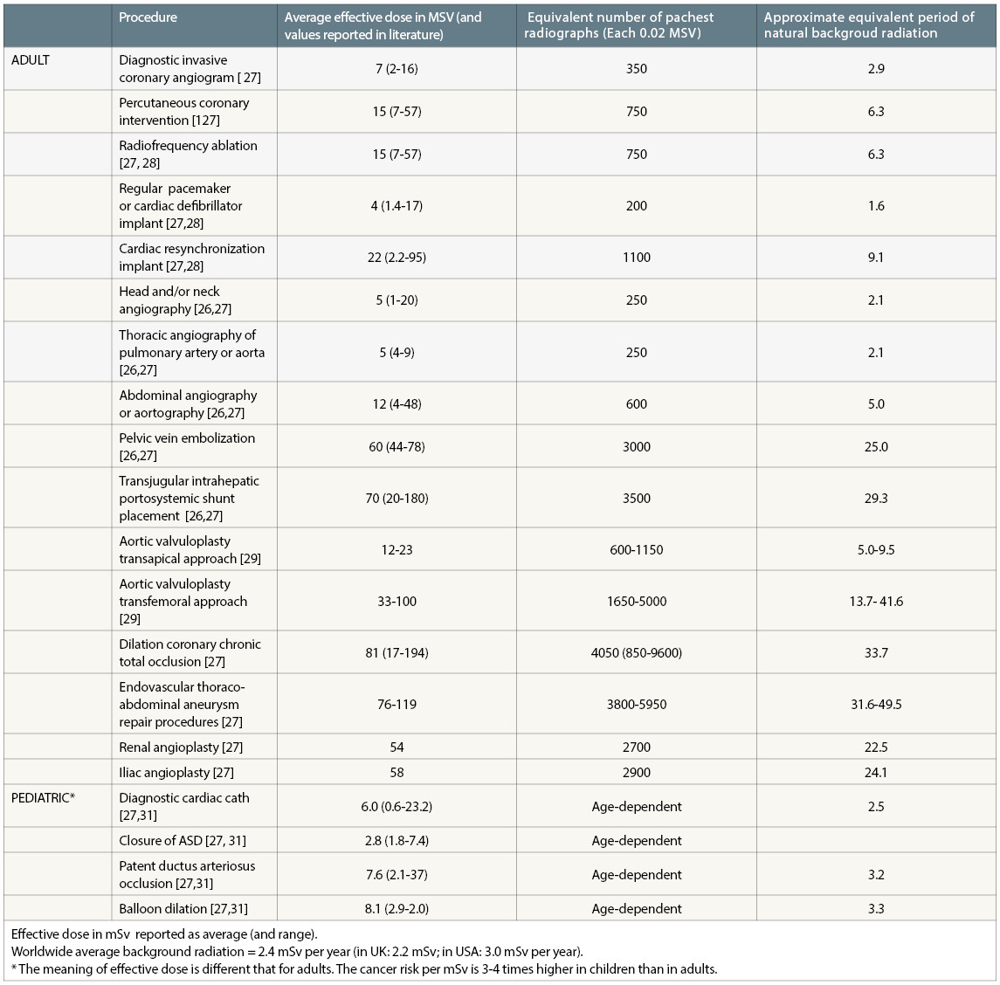 Procedure
Average effective dose in MSV (and
values reported in literature)
Equivalent number of pachest
radiographs (Each 0.02 MSV)
Approximate equivalent period of
natural backgroud radiation
ADULT
Diagnostic invasive
coronary angiogram [ 27]
7 (2-16)
350
2.9
Percutaneous coronary
intervention [127]
15 (7-57)
750
6.3
Radiofrequency ablation
[27, 28]
15 (7-57)
750
6.3
Regular pacemaker
or cardiac defibrillator
implant [27,28]
4 (1.4-17)
200
1.6
Cardiac resynchronization
implant [27,28]
22 (2.2-95)
1100
9.1
Head and/or neck
angiography [26,27]
5 (1-20)
250
2.1
Thoracic angiography of
pulmonary artery or aorta
[26,27]
5 (4-9)
250
2.1
Abdominal angiography
or aortography [26,27]
12 (4-48)
600
5.0
Pelvic vein embolization
[26,27]
60 (44-78)
3000
25.0
Transjugular intrahepatic
portosystemic shunt
placement [26,27]
70 (20-180)
3500
29.3
Aortic valvuloplasty
transapical approach [29]
12-23
600-1150
5.0-9.5
Aortic valvuloplasty
transfemoral approach
[29]
33-100
1650-5000
13.7- 41.6
Dilation coronary chronic
total occlusion [27]
81 (17-194)
4050 (850-9600)
33.7
Endovascular thoraco-
abdominal aneurysm
repair procedures [27]
76-119
3800-5950
31.6-49.5
Renal angioplasty [27]
54
2700
22.5
Iliac angioplasty [27]
58
2900
24.1
PEDIATRIC*
Diagnostic cardiac cath
[27,31]
6.0 (0.6-23.2)
Age-dependent
2.5
Closure of ASD [27, 31]
2.8 (1.8-7.4)
Age-dependent
Patent ductus arteriosus
occlusion [27,31]
7.6 (2.1-37)
Age-dependent
3.2
Balloon dilation [27,31]
8.1 (2.9-2.0)
Age-dependent
3.3
Effective dose in mSv reported as average (and range).
Worldwide average background radiation = 2.4 mSv per year (in UK: 2.2 mSv; in USA: 3.0 mSv per year).
* The meaning of effective dose is different that for adults. The cancer risk per mSv is 3-4 times higher in children than in adults.